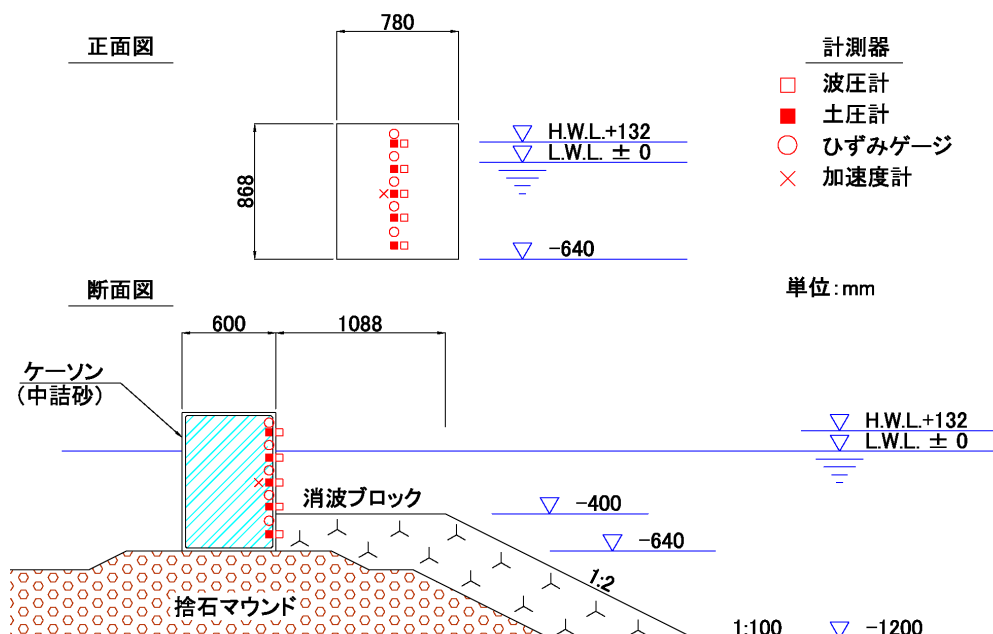 正面図
780
868
H.W.L.+132
L.W.L. ± 0
-640
計測器
波圧計
土圧計
ひずみゲージ
加速度計
単位:mm
断面図
600
1088
ケーソン
(中詰砂)
H.W.L.+132
L.W.L. ± 0
消波ブロック
-400
-640
1:2
捨石マウンド
1:100
-1200